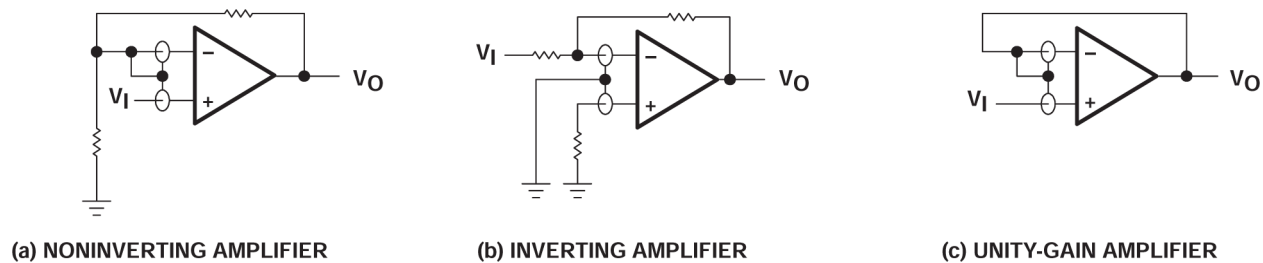 VI
−
+
VO
(a) NONINVERTING AMPLIFIER
VI
−
+
VO
(b) INVERTING AMPLIFIER
VI
−
+
VO
(c) UNITY-GAIN AMPLIFIER